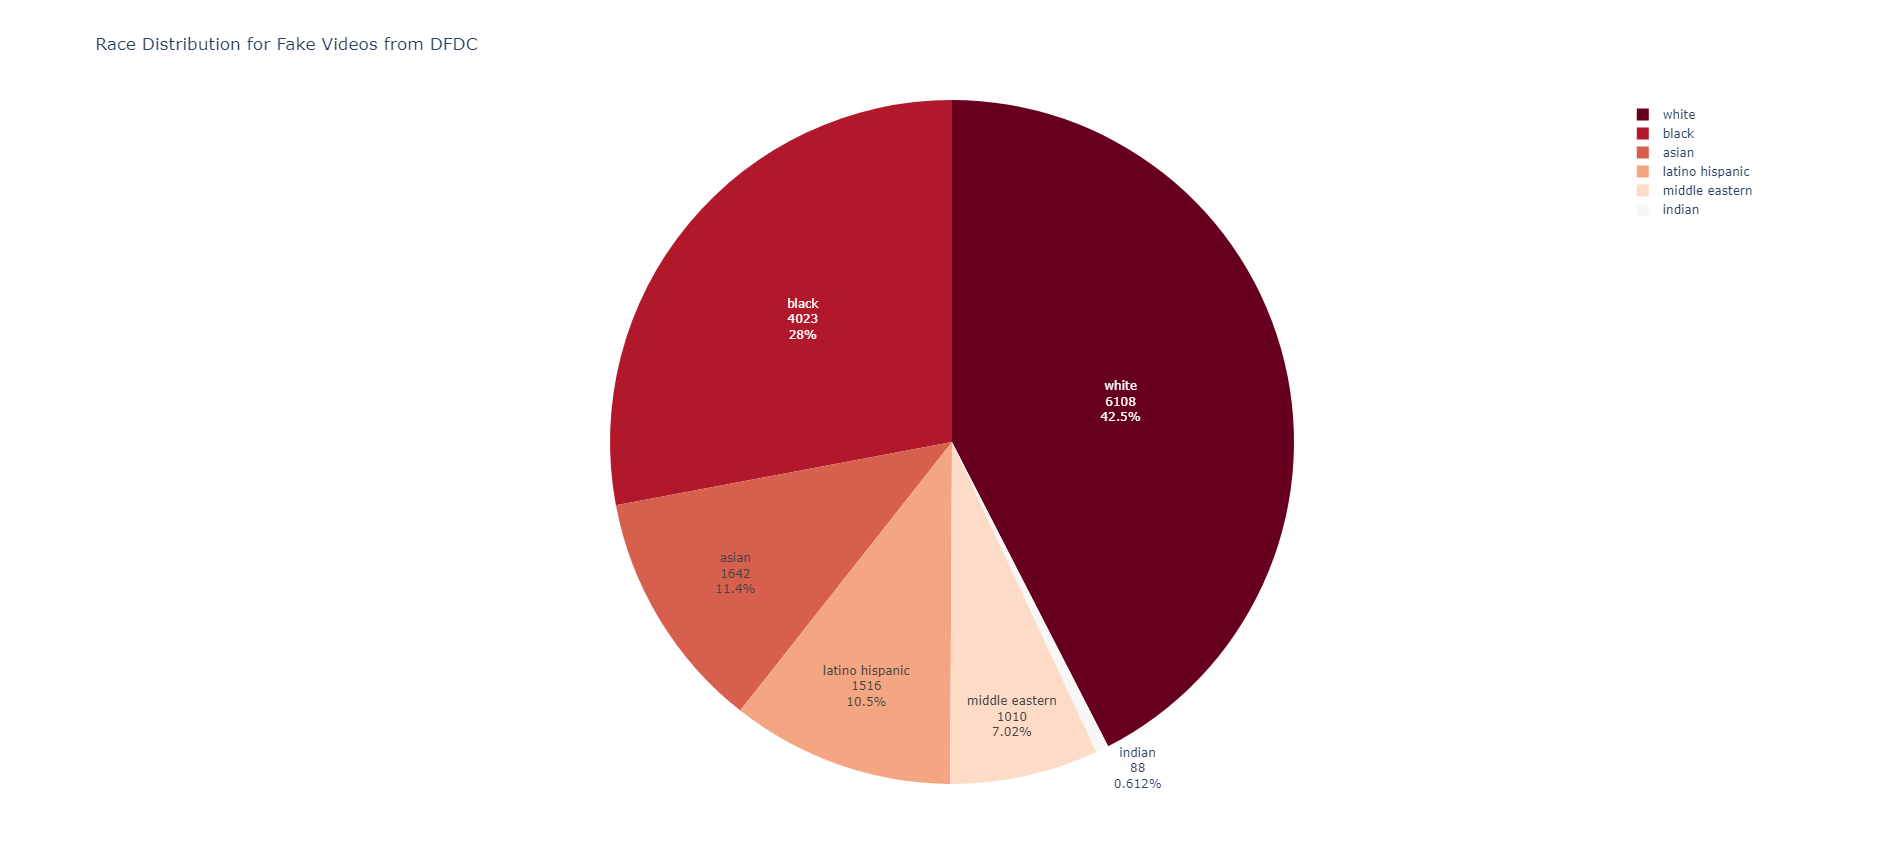 Race Distribution for Fake Videos from DFDC
white
black
asian
latino hispanic
middle eastern
indian
black
4023
28%
white
6108
42.5%
asian
1642
11.4%
latino hispanic
1516
10.5%
middle eastern
1010
7.02%
indian
88
0.612%